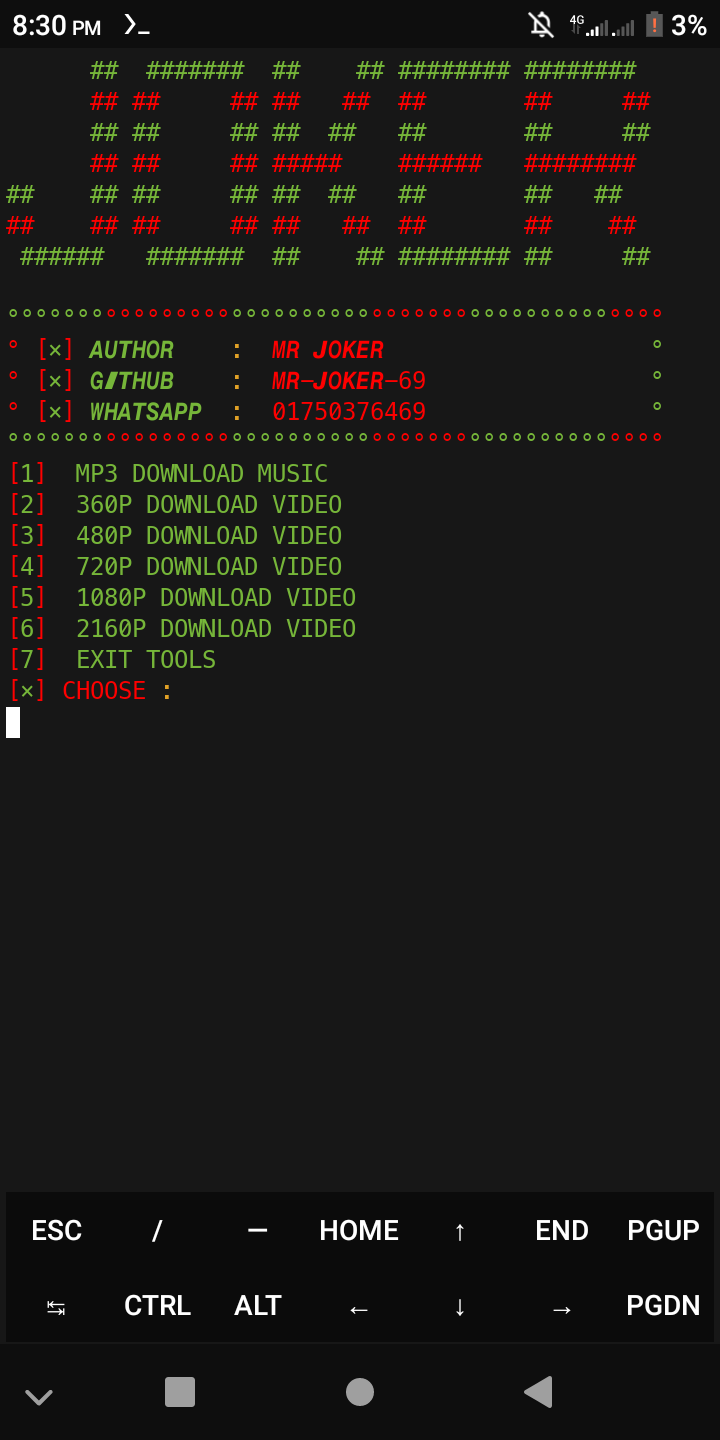 8:30 PM >_ 4G 3%
      ##  #######  ##    ## ######## ########
      ## ##     ## ##   ##  ##       ##     ##
      ## ##     ## ##  ##   ##       ##     ##
      ## ##     ## #####    ######   ########
##    ## ##     ## ##  ##   ##       ##   ##
##    ## ##     ## ##   ##  ##       ##    ##
 ######   #######  ##    ## ######## ##     ##
° [×] AUTHOR    :  MR JOKER °
° [×] GITHUB    :  MR-JOKER-69 °
° [×] WHATSAPP  :  01750376469 °
[1]  MP3 DOWNLOAD MUSIC
[2]  360P DOWNLOAD VIDEO
[3]  480P DOWNLOAD VIDEO
[4]  720P DOWNLOAD VIDEO
[5]  1080P DOWNLOAD VIDEO
[6]  2160P DOWNLOAD VIDEO
[7]  EXIT TOOLS
[×] CHOOSE :
ESC / — HOME ↑ END PGUP
↹ CTRL ALT ← ↓ → PGDN